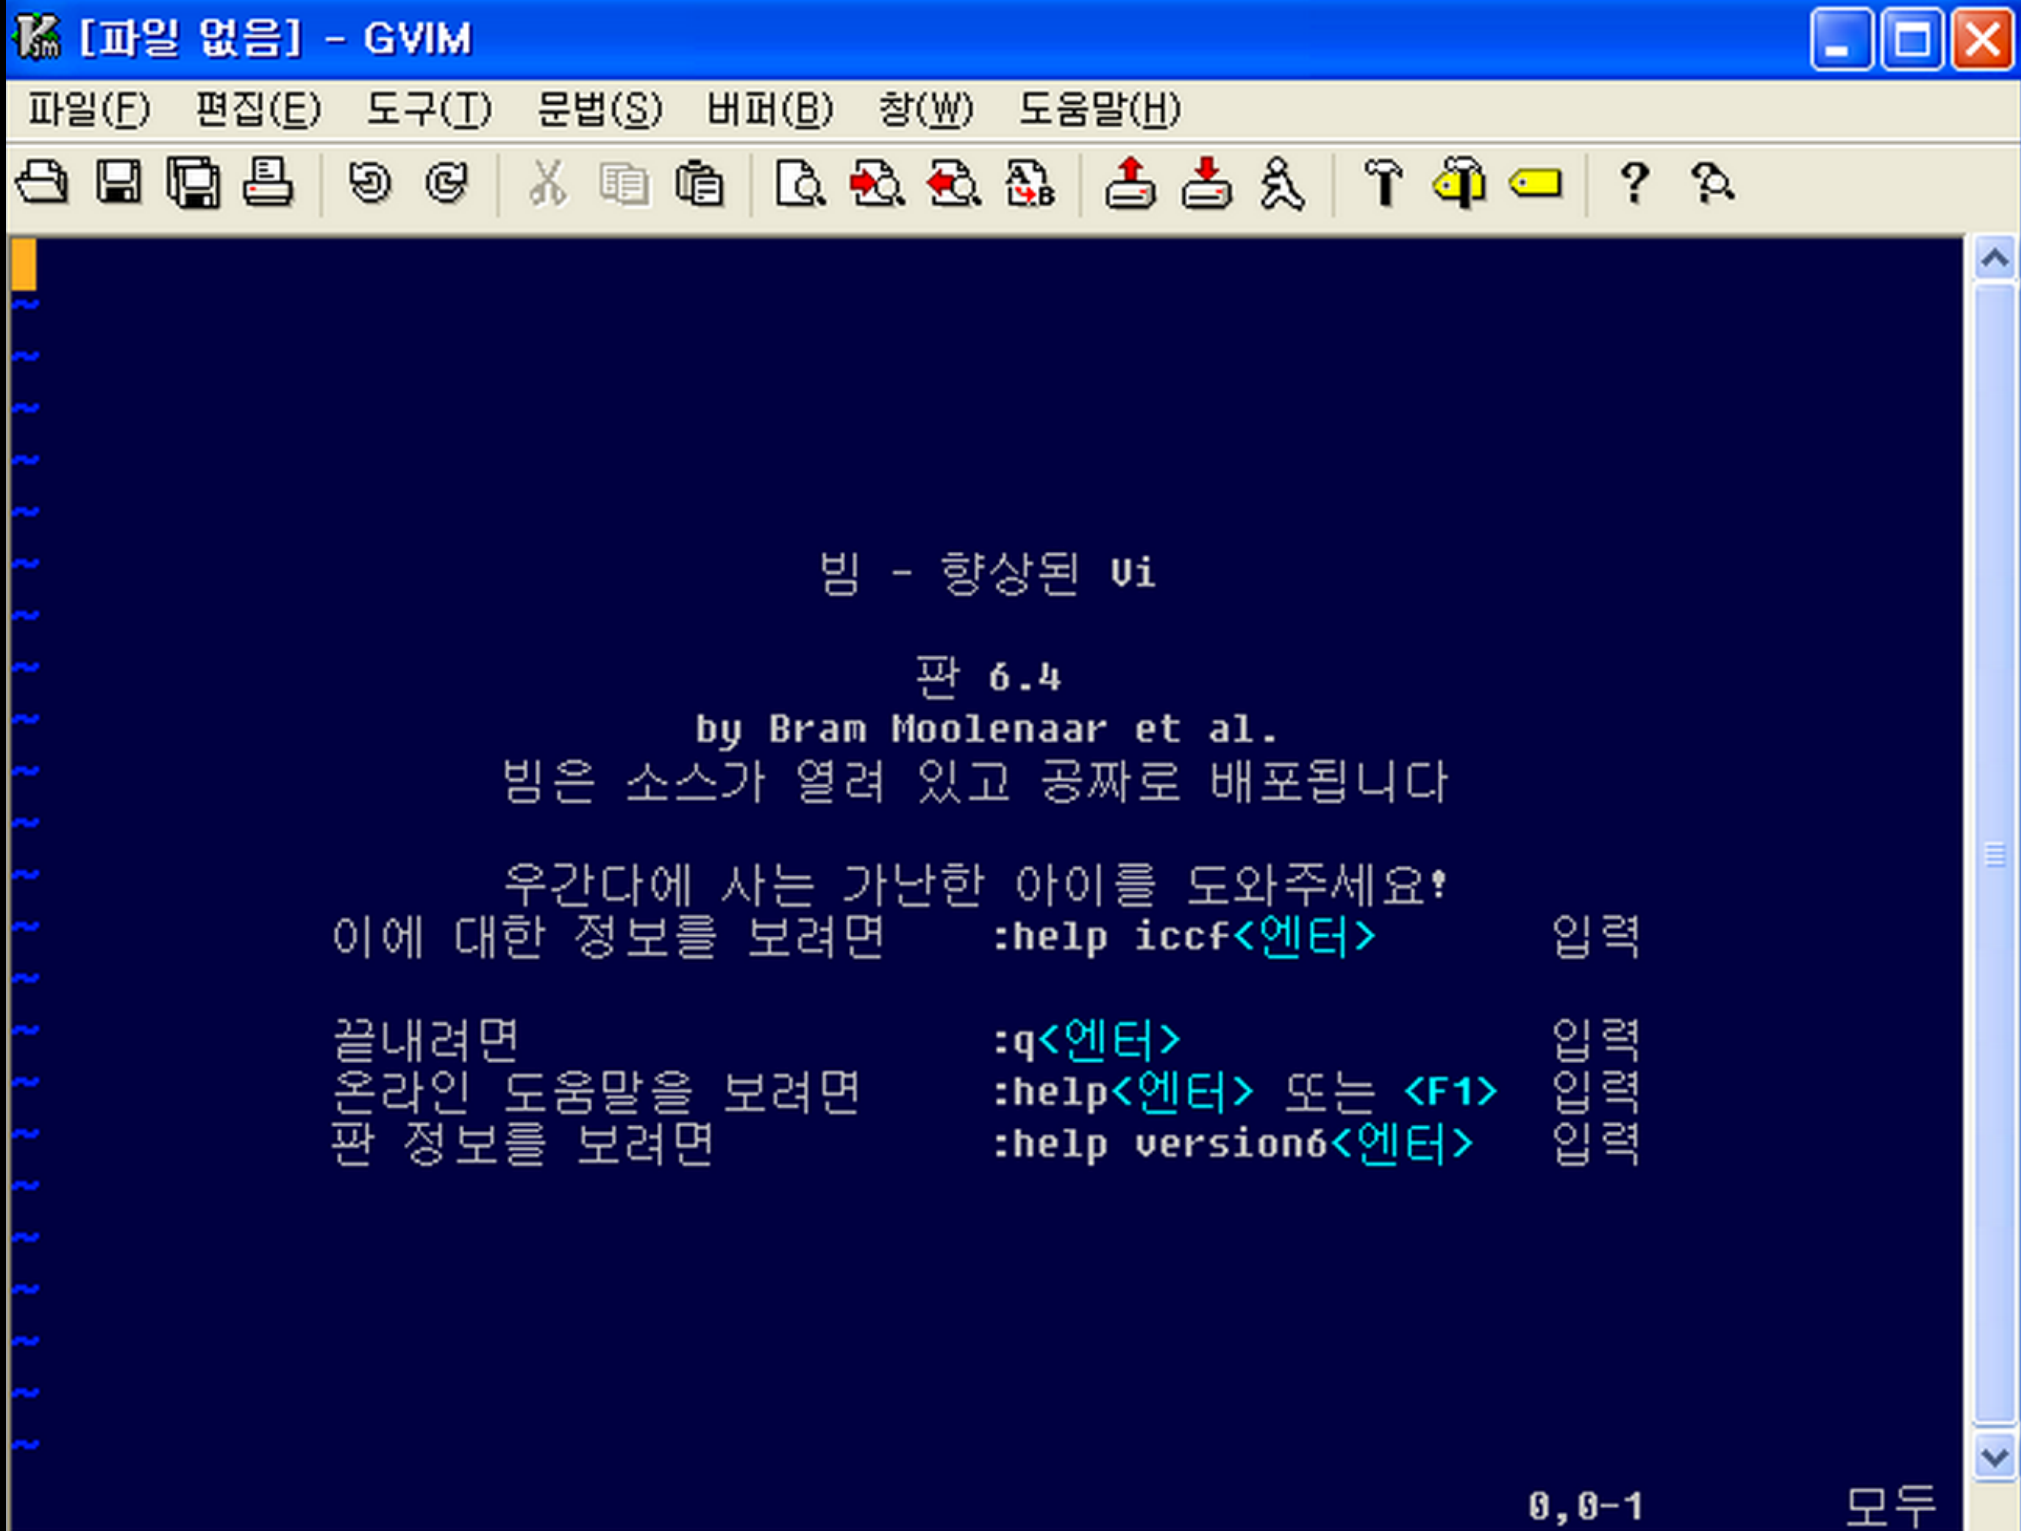 [파일 없음] - GVIM
파일(F) 편집(E) 도구(T) 문법(S) 버퍼(B) 창(W) 도움말(H)
빔 - 향상된 Vi
판 6.4
by Bram Moolenaar et al.
빔은 소스가 열려 있고 공짜로 배포됩니다
우간다에 사는 가난한 아이를 도와주세요!
이에 대한 정보를 보려면 :help iccf<엔터> 입력
끝내려면 :q<엔터> 입력
온라인 도움말을 보려면 :help<엔터> 또는 <F1> 입력
판 정보를 보려면 :help version6<엔터> 입력
0,0-1 모두